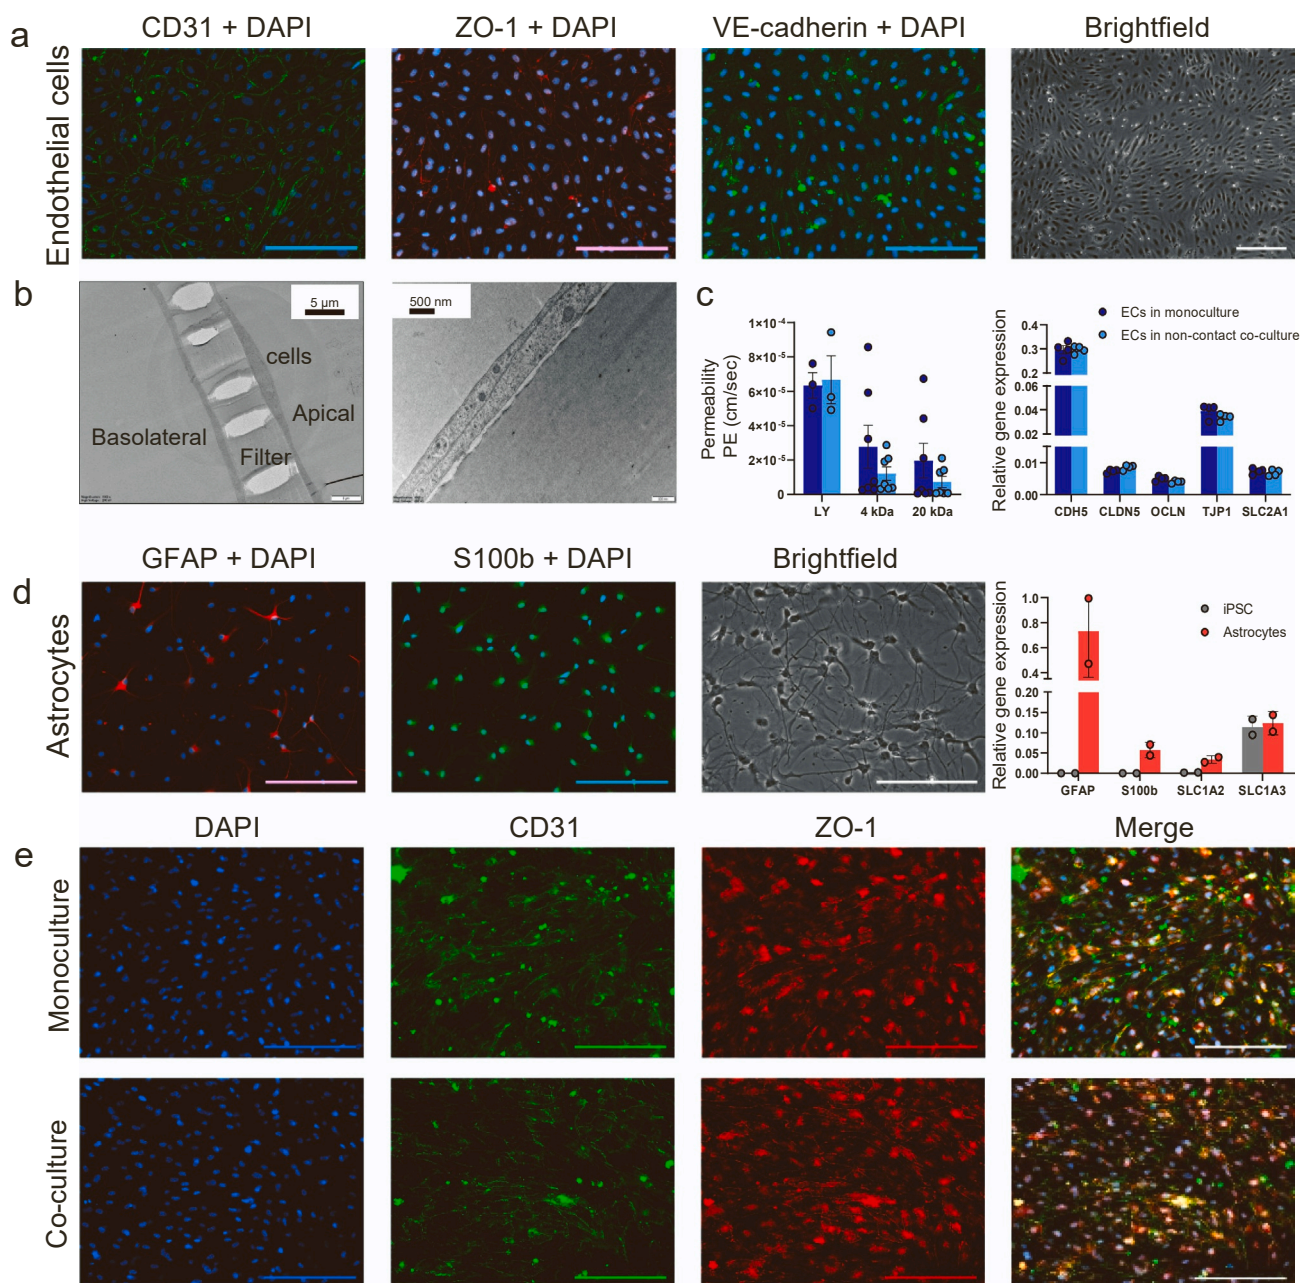 a
CD31 + DAPI
ZO-1 + DAPI
VE-cadherin + DAPI
Brightfield
Endothelial cells
b
5 µm
cells
Apical
Basolateral
Filter
500 nm
c
Permeability
PE (cm/sec)
1×10⁻⁴
8×10⁻⁵
6×10⁻⁵
4×10⁻⁵
2×10⁻⁵
0
LY
4 kDa
20 kDa
ECs in monoculture
ECs in non-contact co-culture
Relative gene expression
0.4
0.3
0.2
0.06
0.04
0.02
0.01
0.00
CDH5
CLDN5
OCLN
TJP1
SLC2A1
d
GFAP + DAPI
S100b + DAPI
Brightfield
Astrocytes
iPSC
Astrocytes
Relative gene expression
1.0
0.8
0.6
0.4
0.20
0.15
0.10
0.05
0.00
GFAP
S100b
SLC1A2
SLC1A3
e
DAPI
CD31
ZO-1
Merge
Monoculture
Co-culture